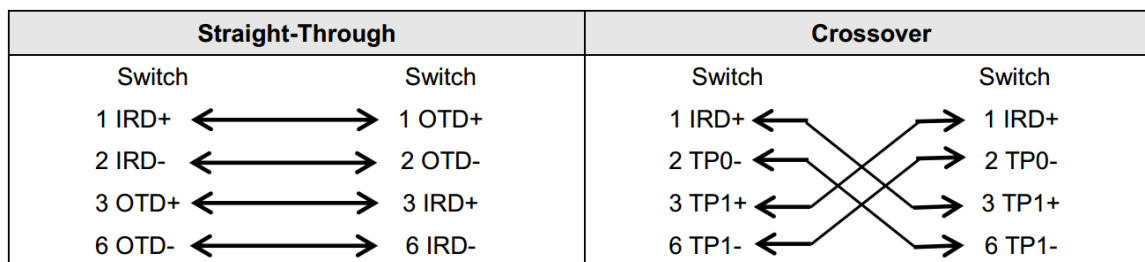 Straight-Through Crossover
Switch Switch Switch Switch
1 IRD+ 1 OTD+ 1 IRD+ 1 IRD+
2 IRD- 2 OTD- 2 TP0- 2 TP0-
3 OTD+ 3 IRD+ 3 TP1+ 3 TP1+
6 OTD- 6 IRD- 6 TP1- 6 TP1-